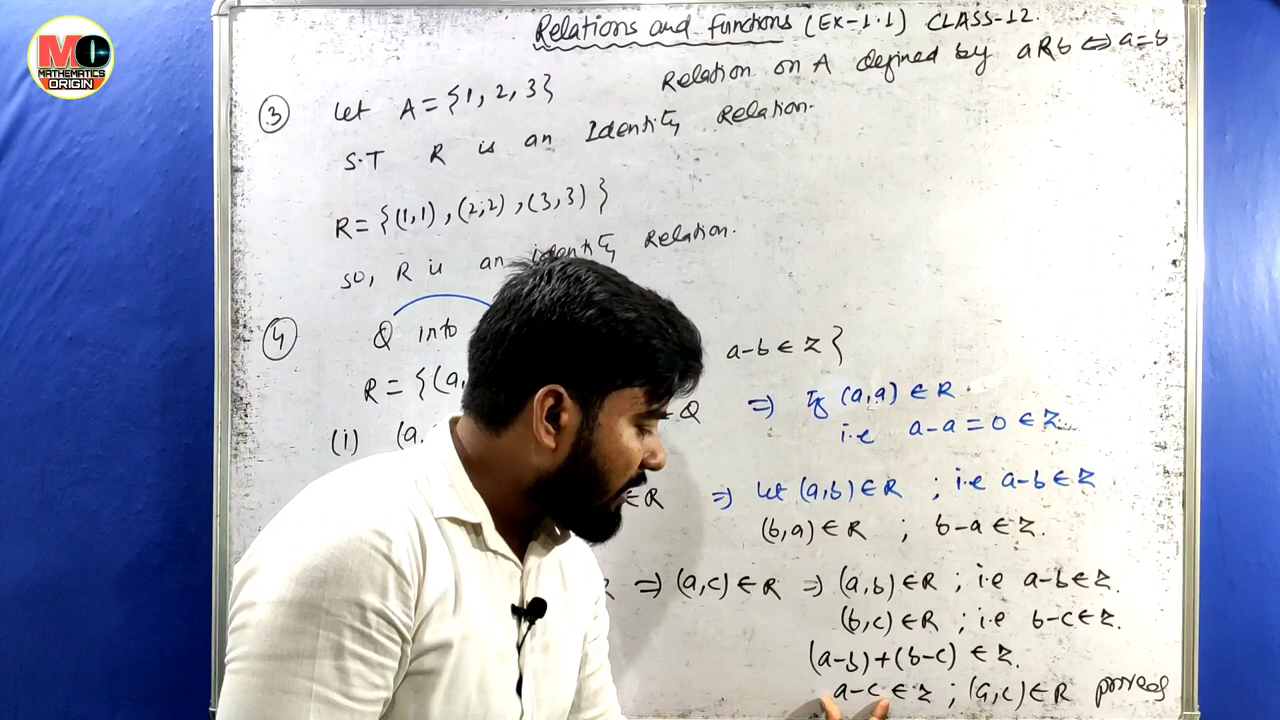 MO
MATHEMATICS
ORIGIN
Relations and functions (EX-1.1) CLASS-12.
③ Let A = {1, 2, 3} Relation on A defined by aRb ⇔ a=b
S.T R is an Identity Relation.
R = {(1,1), (2,2), (3,3)}
so, R is an identity Relation.
④ Q into
R = {(a, a-b ∈ Z}
(i) (a, ∈ Q ⇒ If (a,a) ∈ R.
i.e a-a = 0 ∈ Z.
∈ R ⇒ Let (a,b) ∈ R ; i.e a-b ∈ Z
(b,a) ∈ R ; b-a ∈ Z.
R ⇒ (a,c) ∈ R ⇒ (a,b) ∈ R ; i.e a-b ∈ Z.
(b,c) ∈ R ; i.e b-c ∈ Z.
(a-b)+(b-c) ∈ Z.
a-c ∈ Z ; (a,c) ∈ R proved